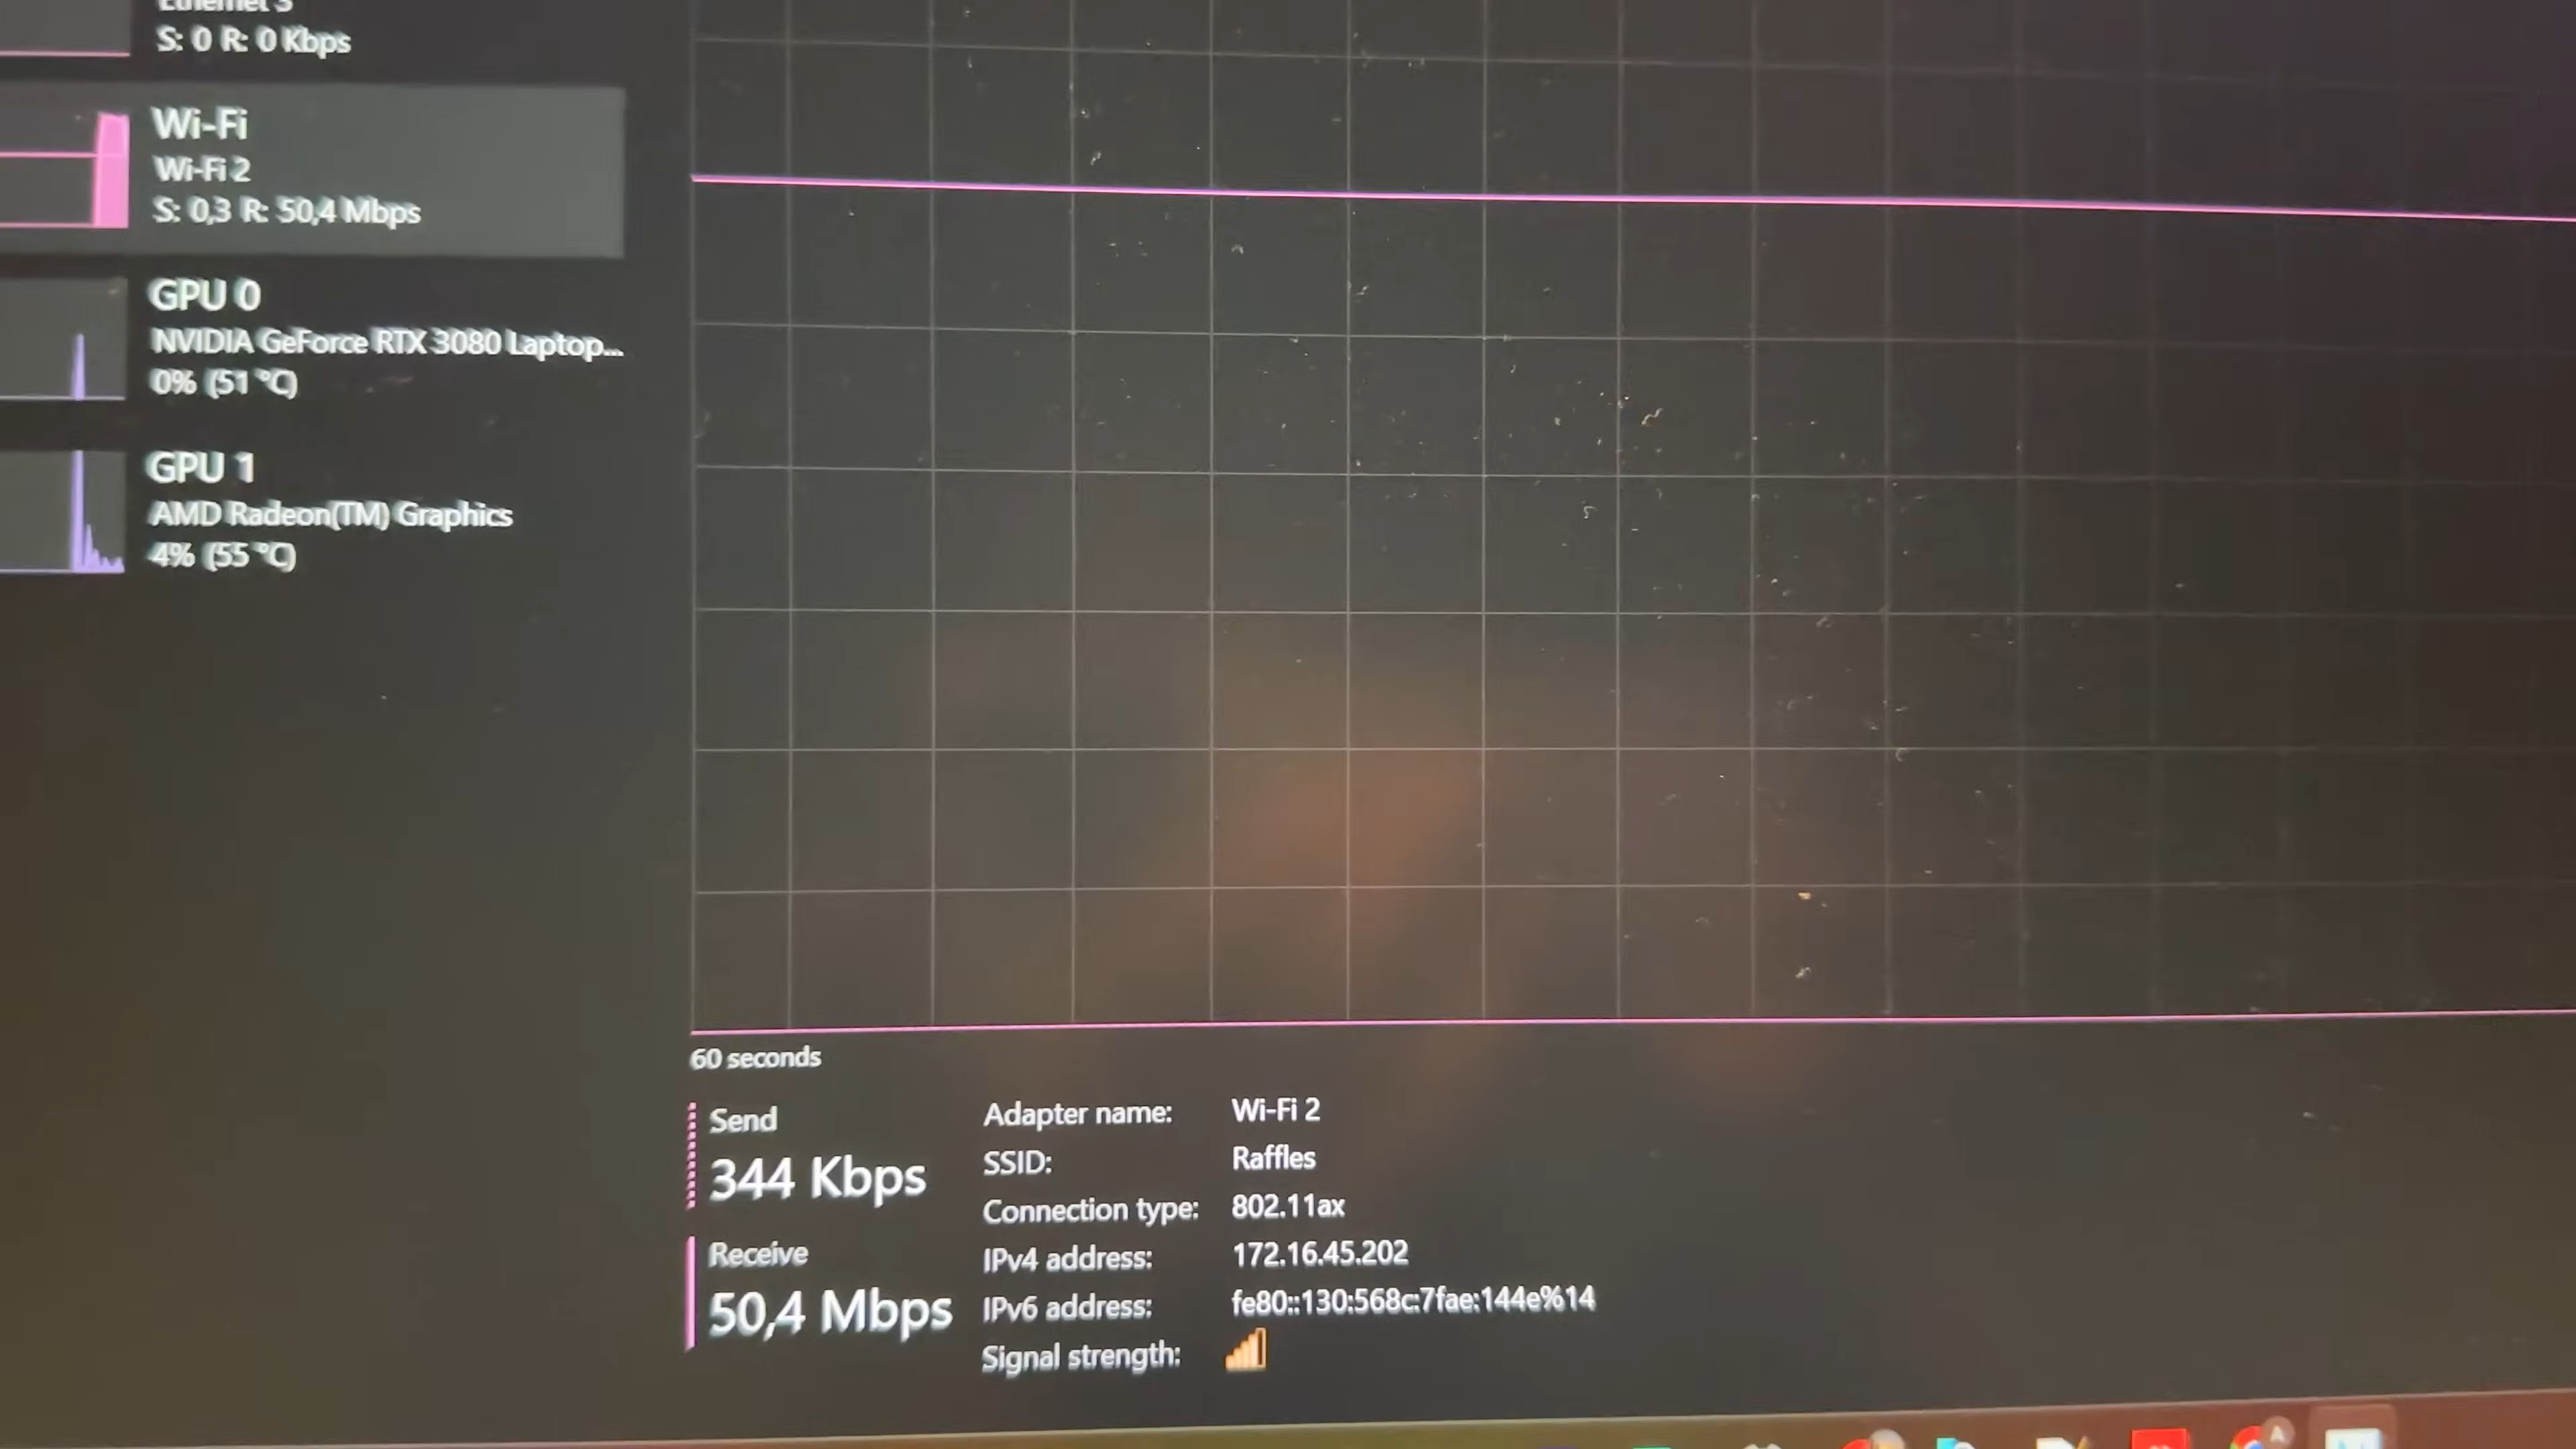 Ethernet 3
S: 0 R: 0 Kbps
Wi-Fi
Wi-Fi 2
S: 0,3 R: 50,4 Mbps
GPU 0
NVIDIA GeForce RTX 3080 Laptop...
0% (51 °C)
GPU 1
AMD Radeon(TM) Graphics
4% (55 °C)
60 seconds
Send
344 Kbps
Receive
50,4 Mbps
Adapter name: Wi-Fi 2
SSID: Raffles
Connection type: 802.11ax
IPv4 address: 172.16.45.202
IPv6 address: fe80::130:568c:7fae:144e%14
Signal strength:
A